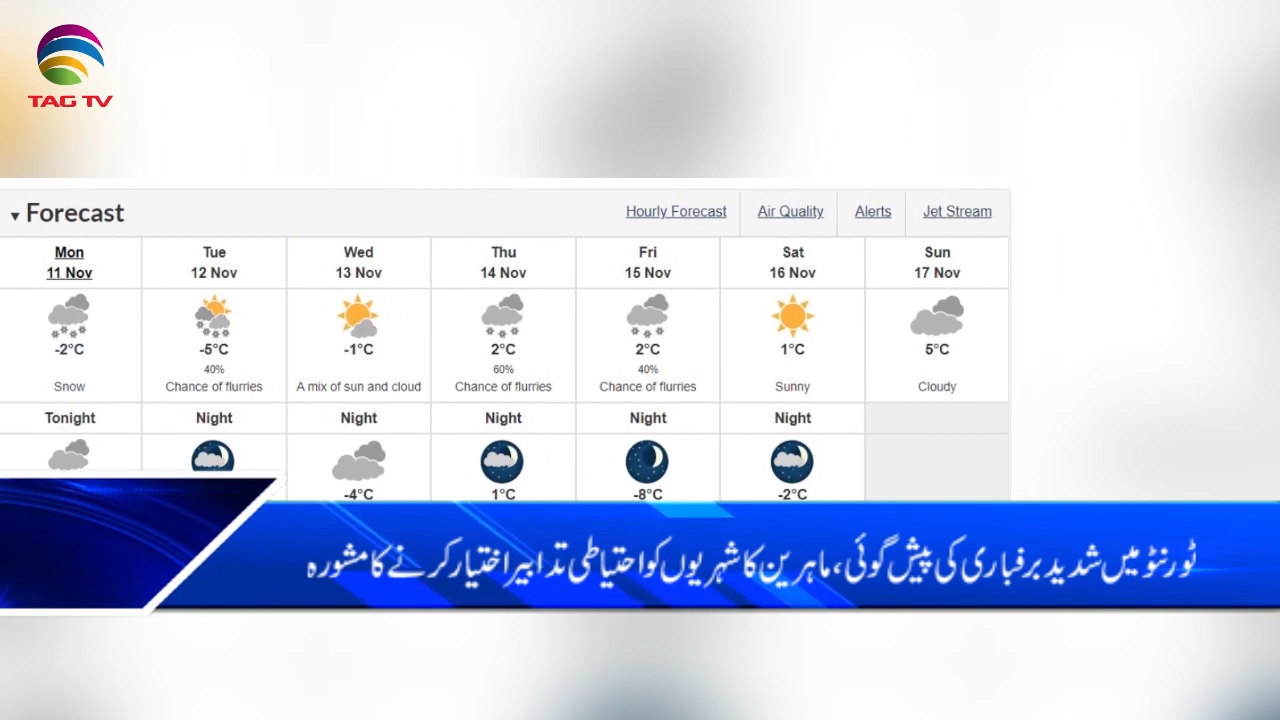 TAG TV
▾ Forecast
Hourly Forecast Air Quality Alerts Jet Stream
Mon Tue Wed Thu Fri Sat Sun
11 Nov 12 Nov 13 Nov 14 Nov 15 Nov 16 Nov 17 Nov
-2°C -5°C -1°C 2°C 2°C 1°C 5°C
40% 60% 40%
Snow Chance of flurries A mix of sun and cloud Chance of flurries Chance of flurries Sunny Cloudy
Tonight Night Night Night Night Night
-4°C 1°C -8°C -2°C
ٹورنٹو میں شدید برفباری کی پیش گوئی، ماہرین کا شہریوں کو احتیاطی تدابیر اختیار کرنے کا مشورہ